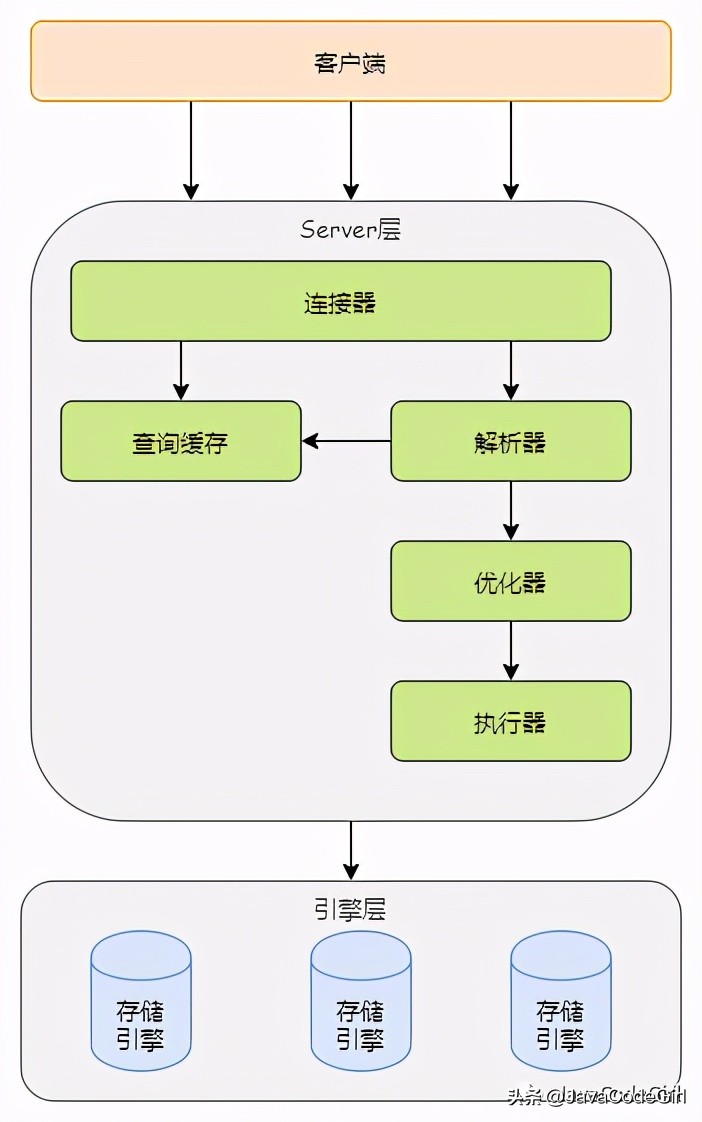 客户端
Server层
连接器
查询缓存
解析器
优化器
执行器
引擎层
存储
引擎
存储
引擎
存储
引擎
头条 @JavaCodeGirl